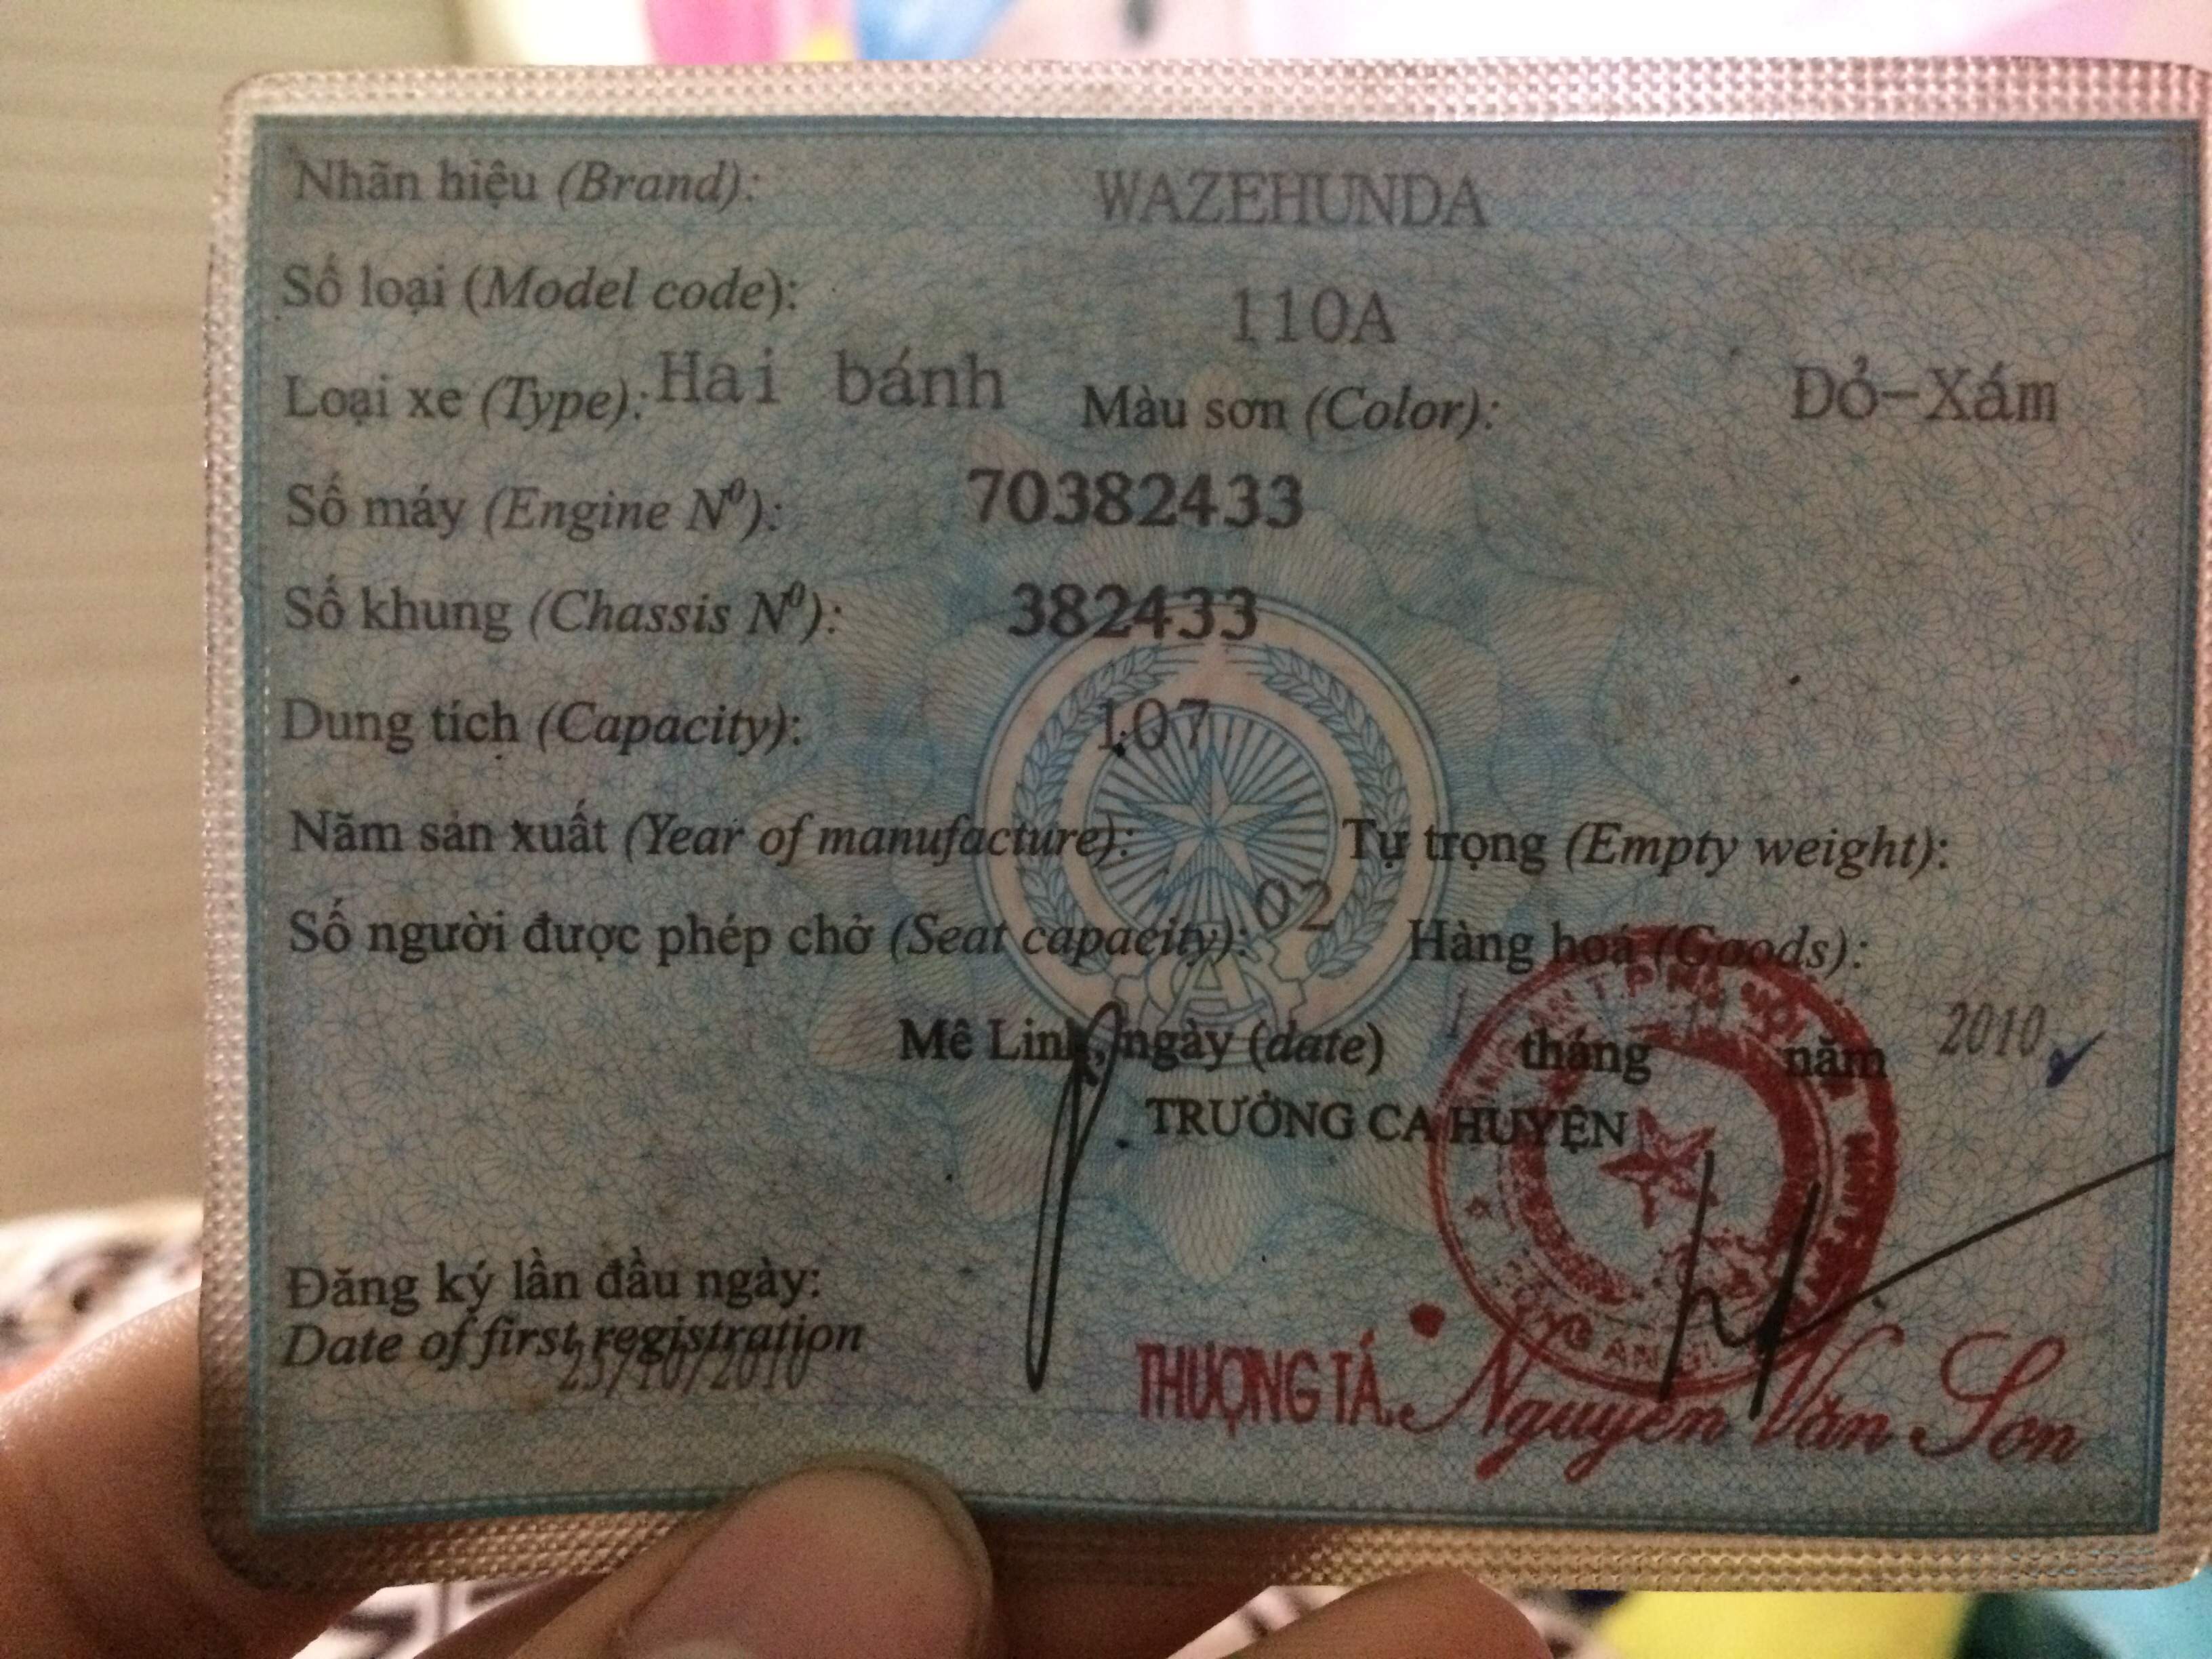 Nhãn hiệu (Brand): WAZEHUNDA
Số loại (Model code): 110A
Loại xe (Type): Hai bánh Màu sơn (Color): Đỏ-Xám
Số máy (Engine Nº): 70382433
Số khung (Chassis Nº): 382433
Dung tích (Capacity): 107
Năm sản xuất (Year of manufacture): Tự trọng (Empty weight):
Số người được phép chở (Seat capacity): 02 Hàng hoá (Goods):
Mê Linh, ngày (date) tháng năm 2010
TRƯỞNG CA HUYỆN
Đăng ký lần đầu ngày:
Date of first registration
THƯỢNG TÁ. Nguyễn Văn Sơn